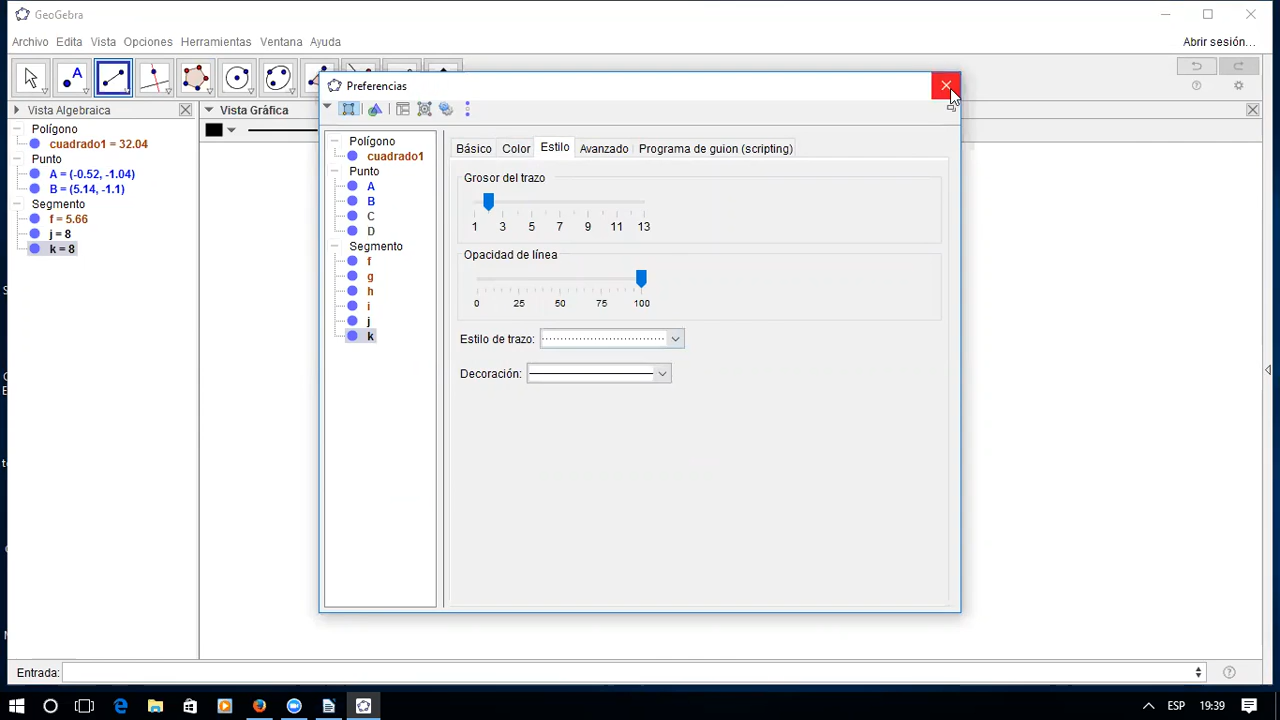 GeoGebra
Archivo Edita Vista Opciones Herramientas Ventana Ayuda
Abrir sesión...
Vista Algebraica
Polígono
cuadrado1 = 32.04
Punto
A = (-0.52, -1.04)
B = (5.14, -1.1)
Segmento
f = 5.66
j = 8
k = 8
Vista Gráfica
Preferencias
Polígono
cuadrado1
Punto
A
B
C
D
Segmento
f
g
h
i
j
k
Básico Color Estilo Avanzado Programa de guion (scripting)
Grosor del trazo
1 3 5 7 9 11 13
Opacidad de línea
0 25 50 75 100
Estilo de trazo:
Decoración:
Entrada:
ESP 19:39